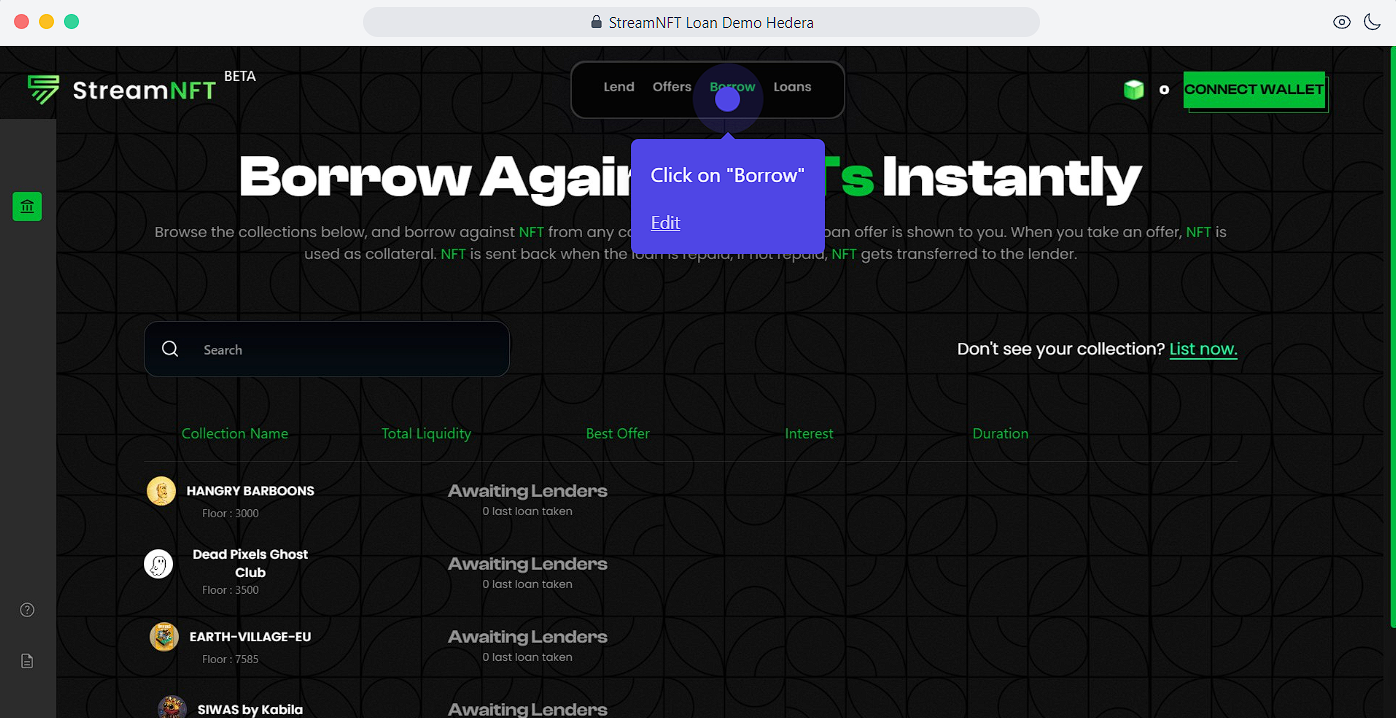 StreamNFT Loan Demo Hedera
StreamNFT BETA
Lend Offers Borrow Loans
0 CONNECT WALLET
Click on "Borrow"
Edit
Borrow Again Ts Instantly
Browse the collections below, and borrow against NFT from any co oan offer is shown to you. When you take an offer, NFT is
used as collateral. NFT is sent back when the loan is repaid, if not repaid, NFT gets transferred to the lender.
Search
Don't see your collection? List now.
Collection Name Total Liquidity Best Offer Interest Duration
HANGRY BARBOONS Awaiting Lenders
Floor : 3000 0 last loan taken
Dead Pixels Ghost
Club
Awaiting Lenders
Floor : 3500 0 last loan taken
EARTH-VILLAGE-EU Awaiting Lenders
Floor : 7585 0 last loan taken
SIWAS by Kabila Awaiting Lenders